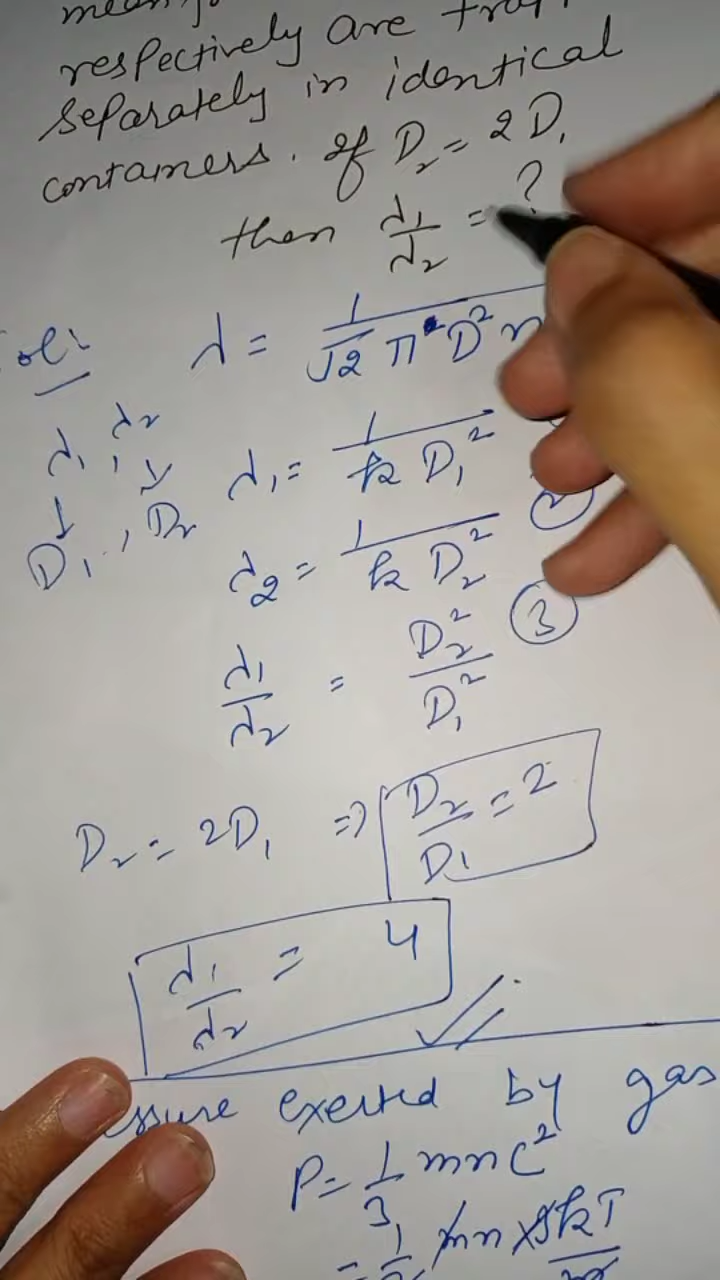 respectively are
separately in identical
containers. If D₂ = 2D₁
then λ₁/λ₂ = ?
λ = 1/√2 π D² n
λ₁, λ₂
λ₁ = 1/k D₁²
↓ ↓
D₁, D₂
λ₂ = 1/k D₂²
λ₁/λ₂ = D₂²/D₁² ③
D₂ = 2D₁ ⇒ D₂/D₁ = 2
λ₁/λ₂ = 4
exerted by gas
P = 1/3 mnC²